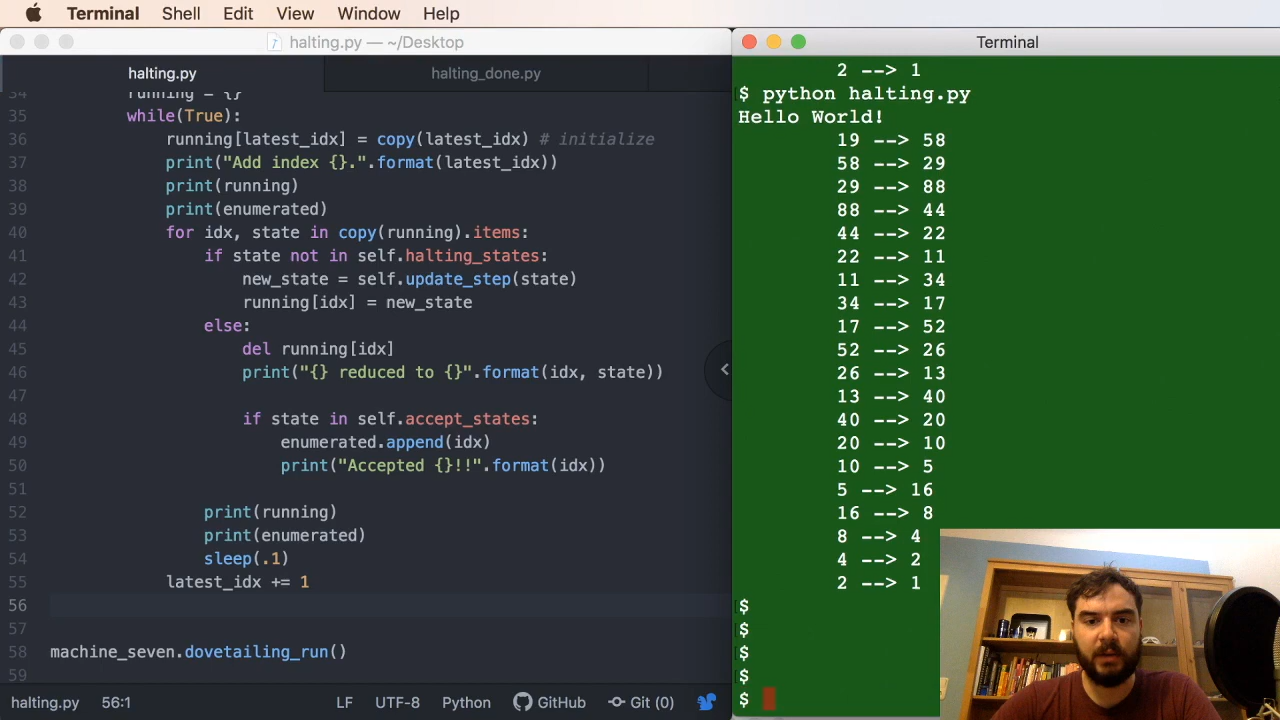 Terminal Shell Edit View Window Help
halting.py — ~/Desktop
halting.py halting_done.py
34 running = {}
35 while(True):
36 running[latest_idx] = copy(latest_idx) # initialize
37 print("Add index {}.".format(latest_idx))
38 print(running)
39 print(enumerated)
40 for idx, state in copy(running).items:
41 if state not in self.halting_states:
42 new_state = self.update_step(state)
43 running[idx] = new_state
44 else:
45 del running[idx]
46 print("{} reduced to {}".format(idx, state))
47
48 if state in self.accept_states:
49 enumerated.append(idx)
50 print("Accepted {}!!".format(idx))
51
52 print(running)
53 print(enumerated)
54 sleep(.1)
55 latest_idx += 1
56
57
58 machine_seven.dovetailing_run()
59
halting.py 56:1 LF UTF-8 Python GitHub Git (0)
Terminal
2 --> 1
$ python halting.py
Hello World!
19 --> 58
58 --> 29
29 --> 88
88 --> 44
44 --> 22
22 --> 11
11 --> 34
34 --> 17
17 --> 52
52 --> 26
26 --> 13
13 --> 40
40 --> 20
20 --> 10
10 --> 5
5 --> 16
16 --> 8
8 --> 4
4 --> 2
2 --> 1
$
$
$
$
$